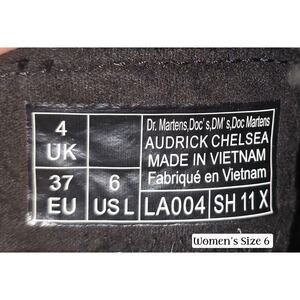 4
UK
37
EU
6
US L
Dr. Martens,Doc's,DM's,Doc Martens
AUDRICK CHELSEA
MADE IN VIETNAM
Fabriqué en Vietnam
LA004
SH 11 X
Women's Size 6